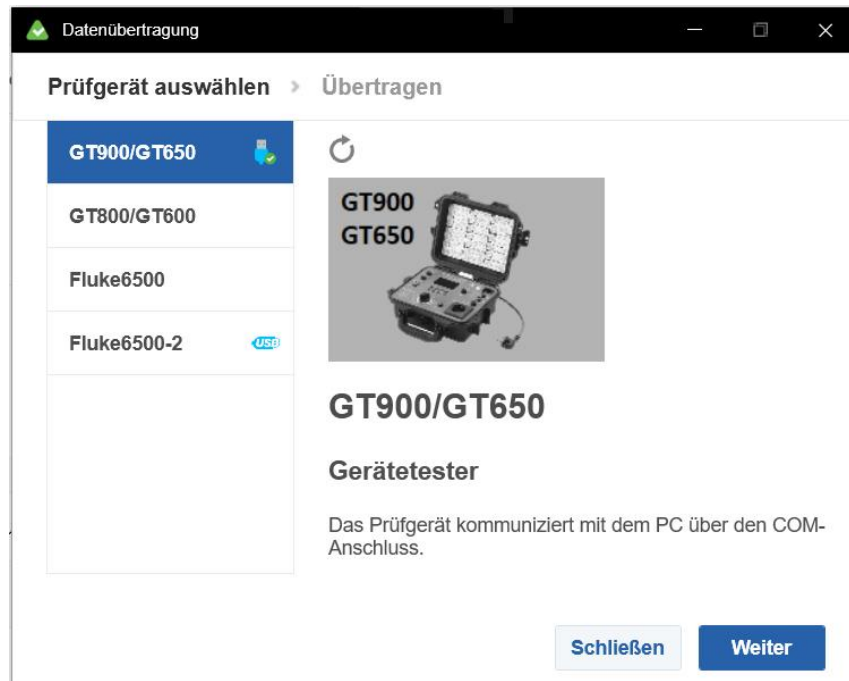 Datenübertragung
Prüfgerät auswählen › Übertragen
GT900/GT650
GT800/GT600
Fluke6500
Fluke6500-2
USB
GT900
GT650
GT900/GT650
Gerätetester
Das Prüfgerät kommuniziert mit dem PC über den COM-
Anschluss.
Schließen
Weiter